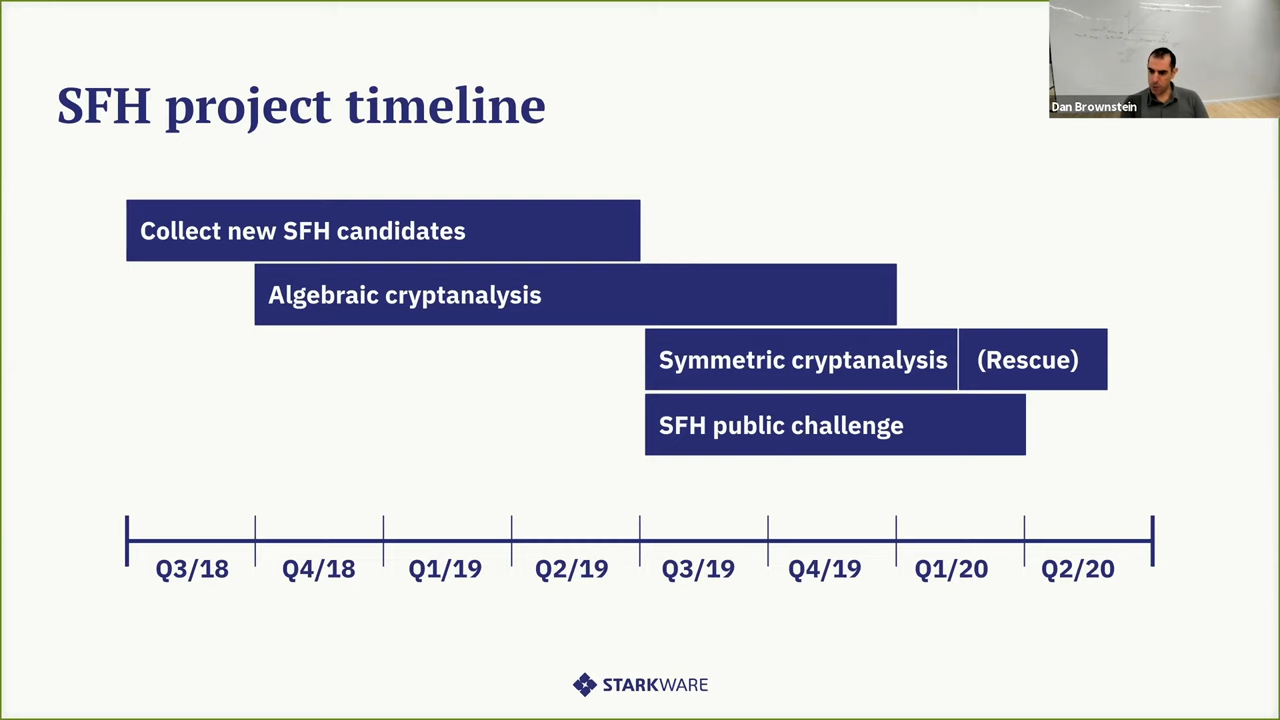 Dan Brownstein
SFH project timeline
Collect new SFH candidates
Algebraic cryptanalysis
Symmetric cryptanalysis (Rescue)
SFH public challenge
Q3/18 Q4/18 Q1/19 Q2/19 Q3/19 Q4/19 Q1/20 Q2/20
STARKWARE